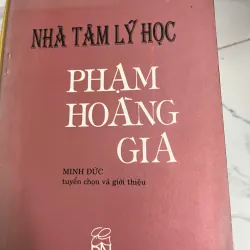 NHÀ TÂM LÝ HỌC
PHẠM
HOÀNG
GIA
MINH ĐỨC
tuyển chọn và giới thiệu